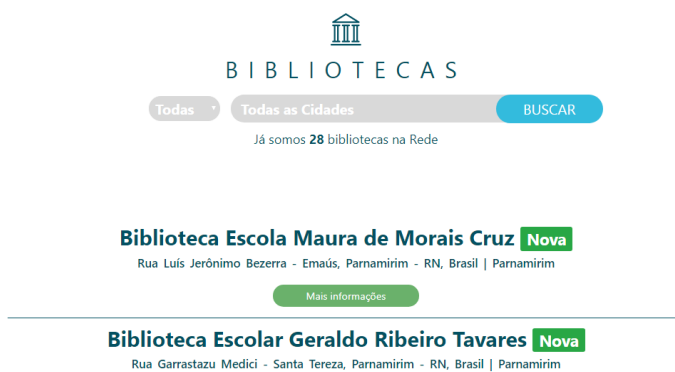 BIBLIOTECAS
Todas
Todas as Cidades
BUSCAR
Já somos 28 bibliotecas na Rede
Biblioteca Escola Maura de Morais Cruz Nova
Rua Luís Jerônimo Bezerra - Emaús, Parnamirim - RN, Brasil | Parnamirim
Mais informações
Biblioteca Escolar Geraldo Ribeiro Tavares Nova
Rua Garrastazu Medici - Santa Tereza, Parnamirim - RN, Brasil | Parnamirim